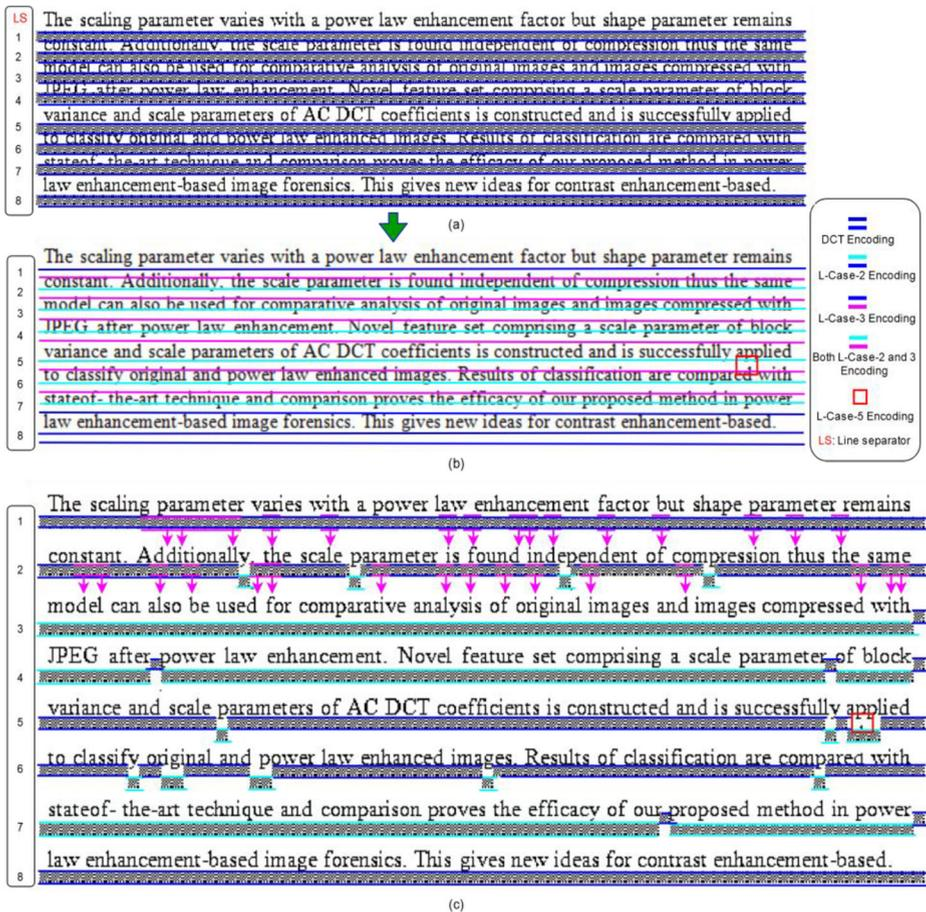 LS
The scaling parameter varies with a power law enhancement factor but shape parameter remains
1
constant. Additionally, the scale parameter is found independent of compression thus the same
2
model can also be used for comparative analysis of original images and images compressed with
3
JPEG after power law enhancement. Novel feature set comprising a scale parameter of block
4
variance and scale parameters of AC DCT coefficients is constructed and is successfully applied
5
to classify original and power law enhanced images. Results of classification are compared with
6
stateof-the-art technique and comparison proves the efficacy of our proposed method in power
7
law enhancement-based image forensics. This gives new ideas for contrast enhancement-based.
8
(a)
The scaling parameter varies with a power law enhancement factor but shape parameter remains
1
constant. Additionally, the scale parameter is found independent of compression thus the same
2
model can also be used for comparative analysis of original images and images compressed with
3
JPEG after power law enhancement. Novel feature set comprising a scale parameter of block
4
variance and scale parameters of AC DCT coefficients is constructed and is successfully applied
5
to classify original and power law enhanced images. Results of classification are compared with
6
stateof- the-art technique and comparison proves the efficacy of our proposed method in power
7
law enhancement-based image forensics. This gives new ideas for contrast enhancement-based.
8
(b)
DCT Encoding
L-Case-2 Encoding
L-Case-3 Encoding
Both L-Case-2 and 3
Encoding
L-Case-5 Encoding
LS: Line separator
The scaling parameter varies with a power law enhancement factor but shape parameter remains
1
constant. Additionally, the scale parameter is found independent of compression thus the same
2
model can also be used for comparative analysis of original images and images compressed with
3
JPEG after power law enhancement. Novel feature set comprising a scale parameter of block
4
variance and scale parameters of AC DCT coefficients is constructed and is successfully applied
5
to classify original and power law enhanced images. Results of classification are compared with
6
stateof- the-art technique and comparison proves the efficacy of our proposed method in power
7
law enhancement-based image forensics. This gives new ideas for contrast enhancement-based.
8
(c)